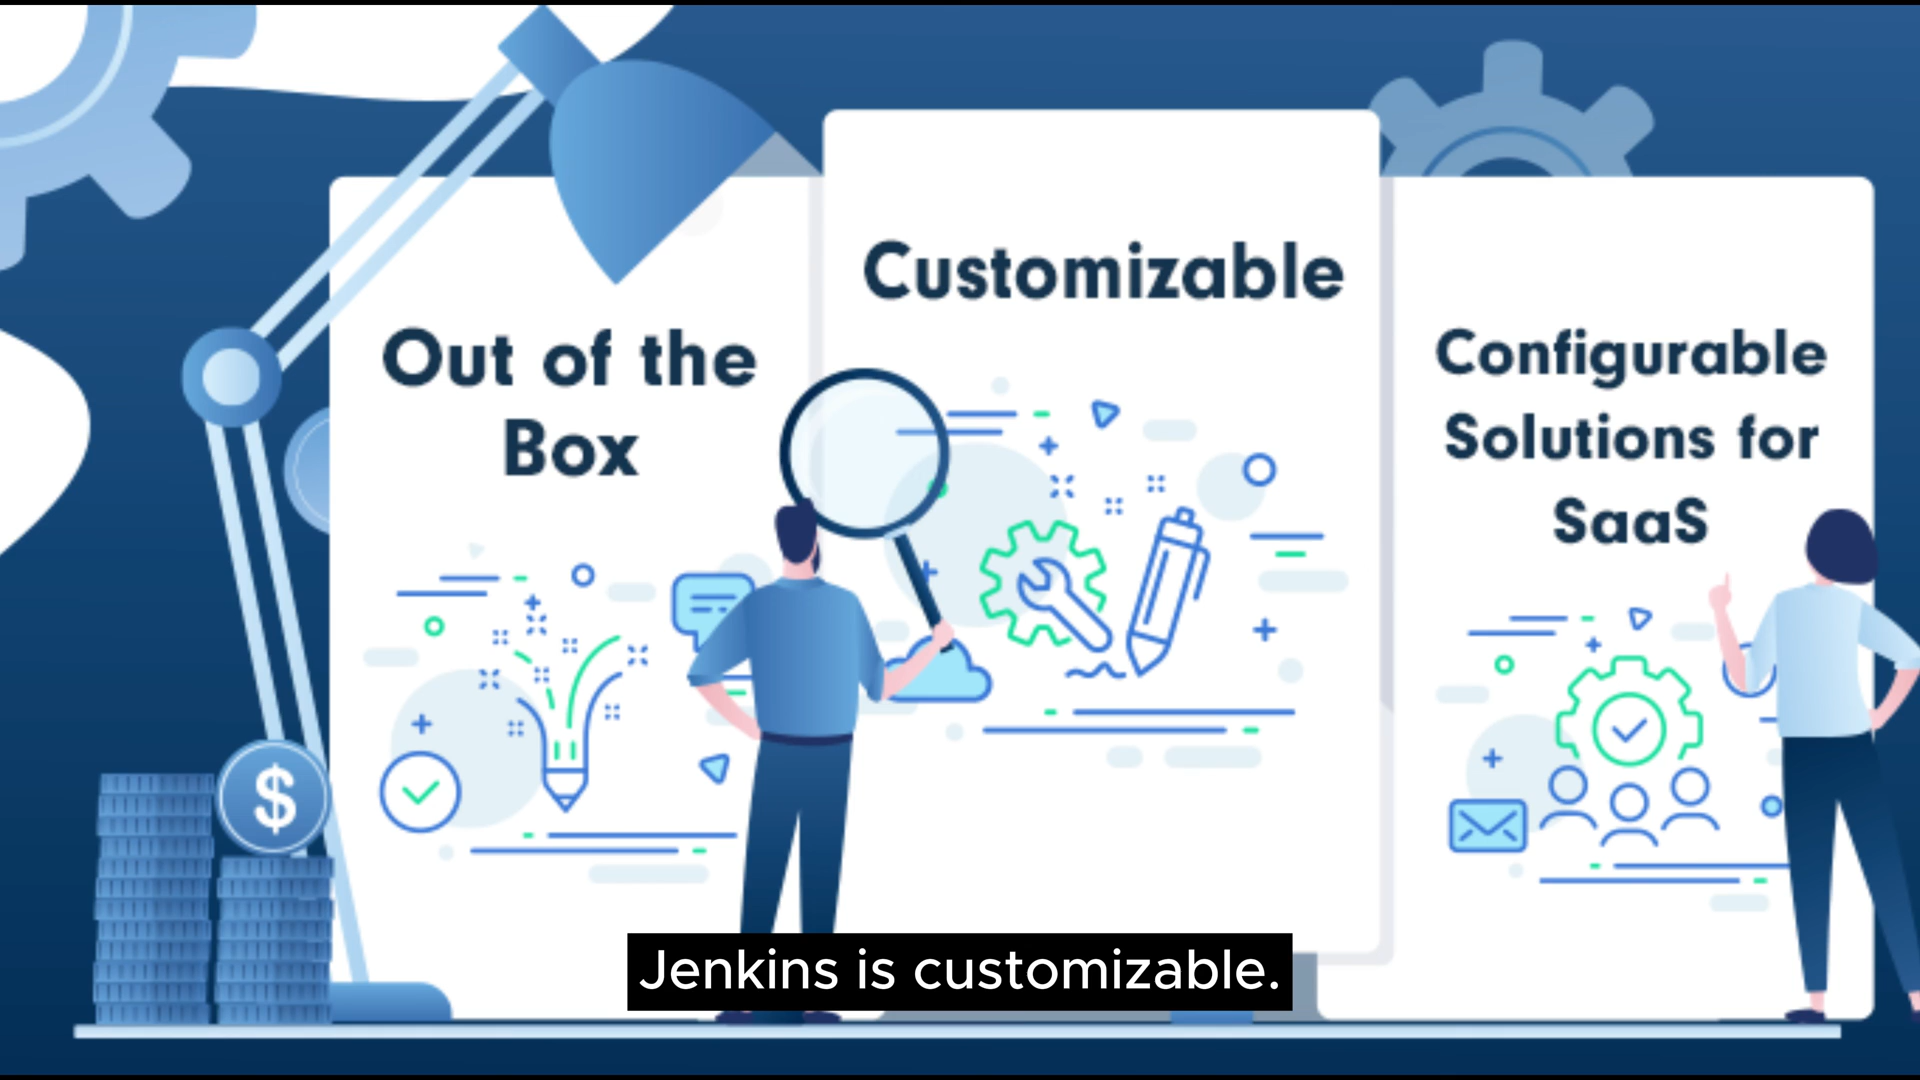 Out of the
Box
Customizable
Configurable
Solutions for
SaaS
$
Jenkins is customizable.